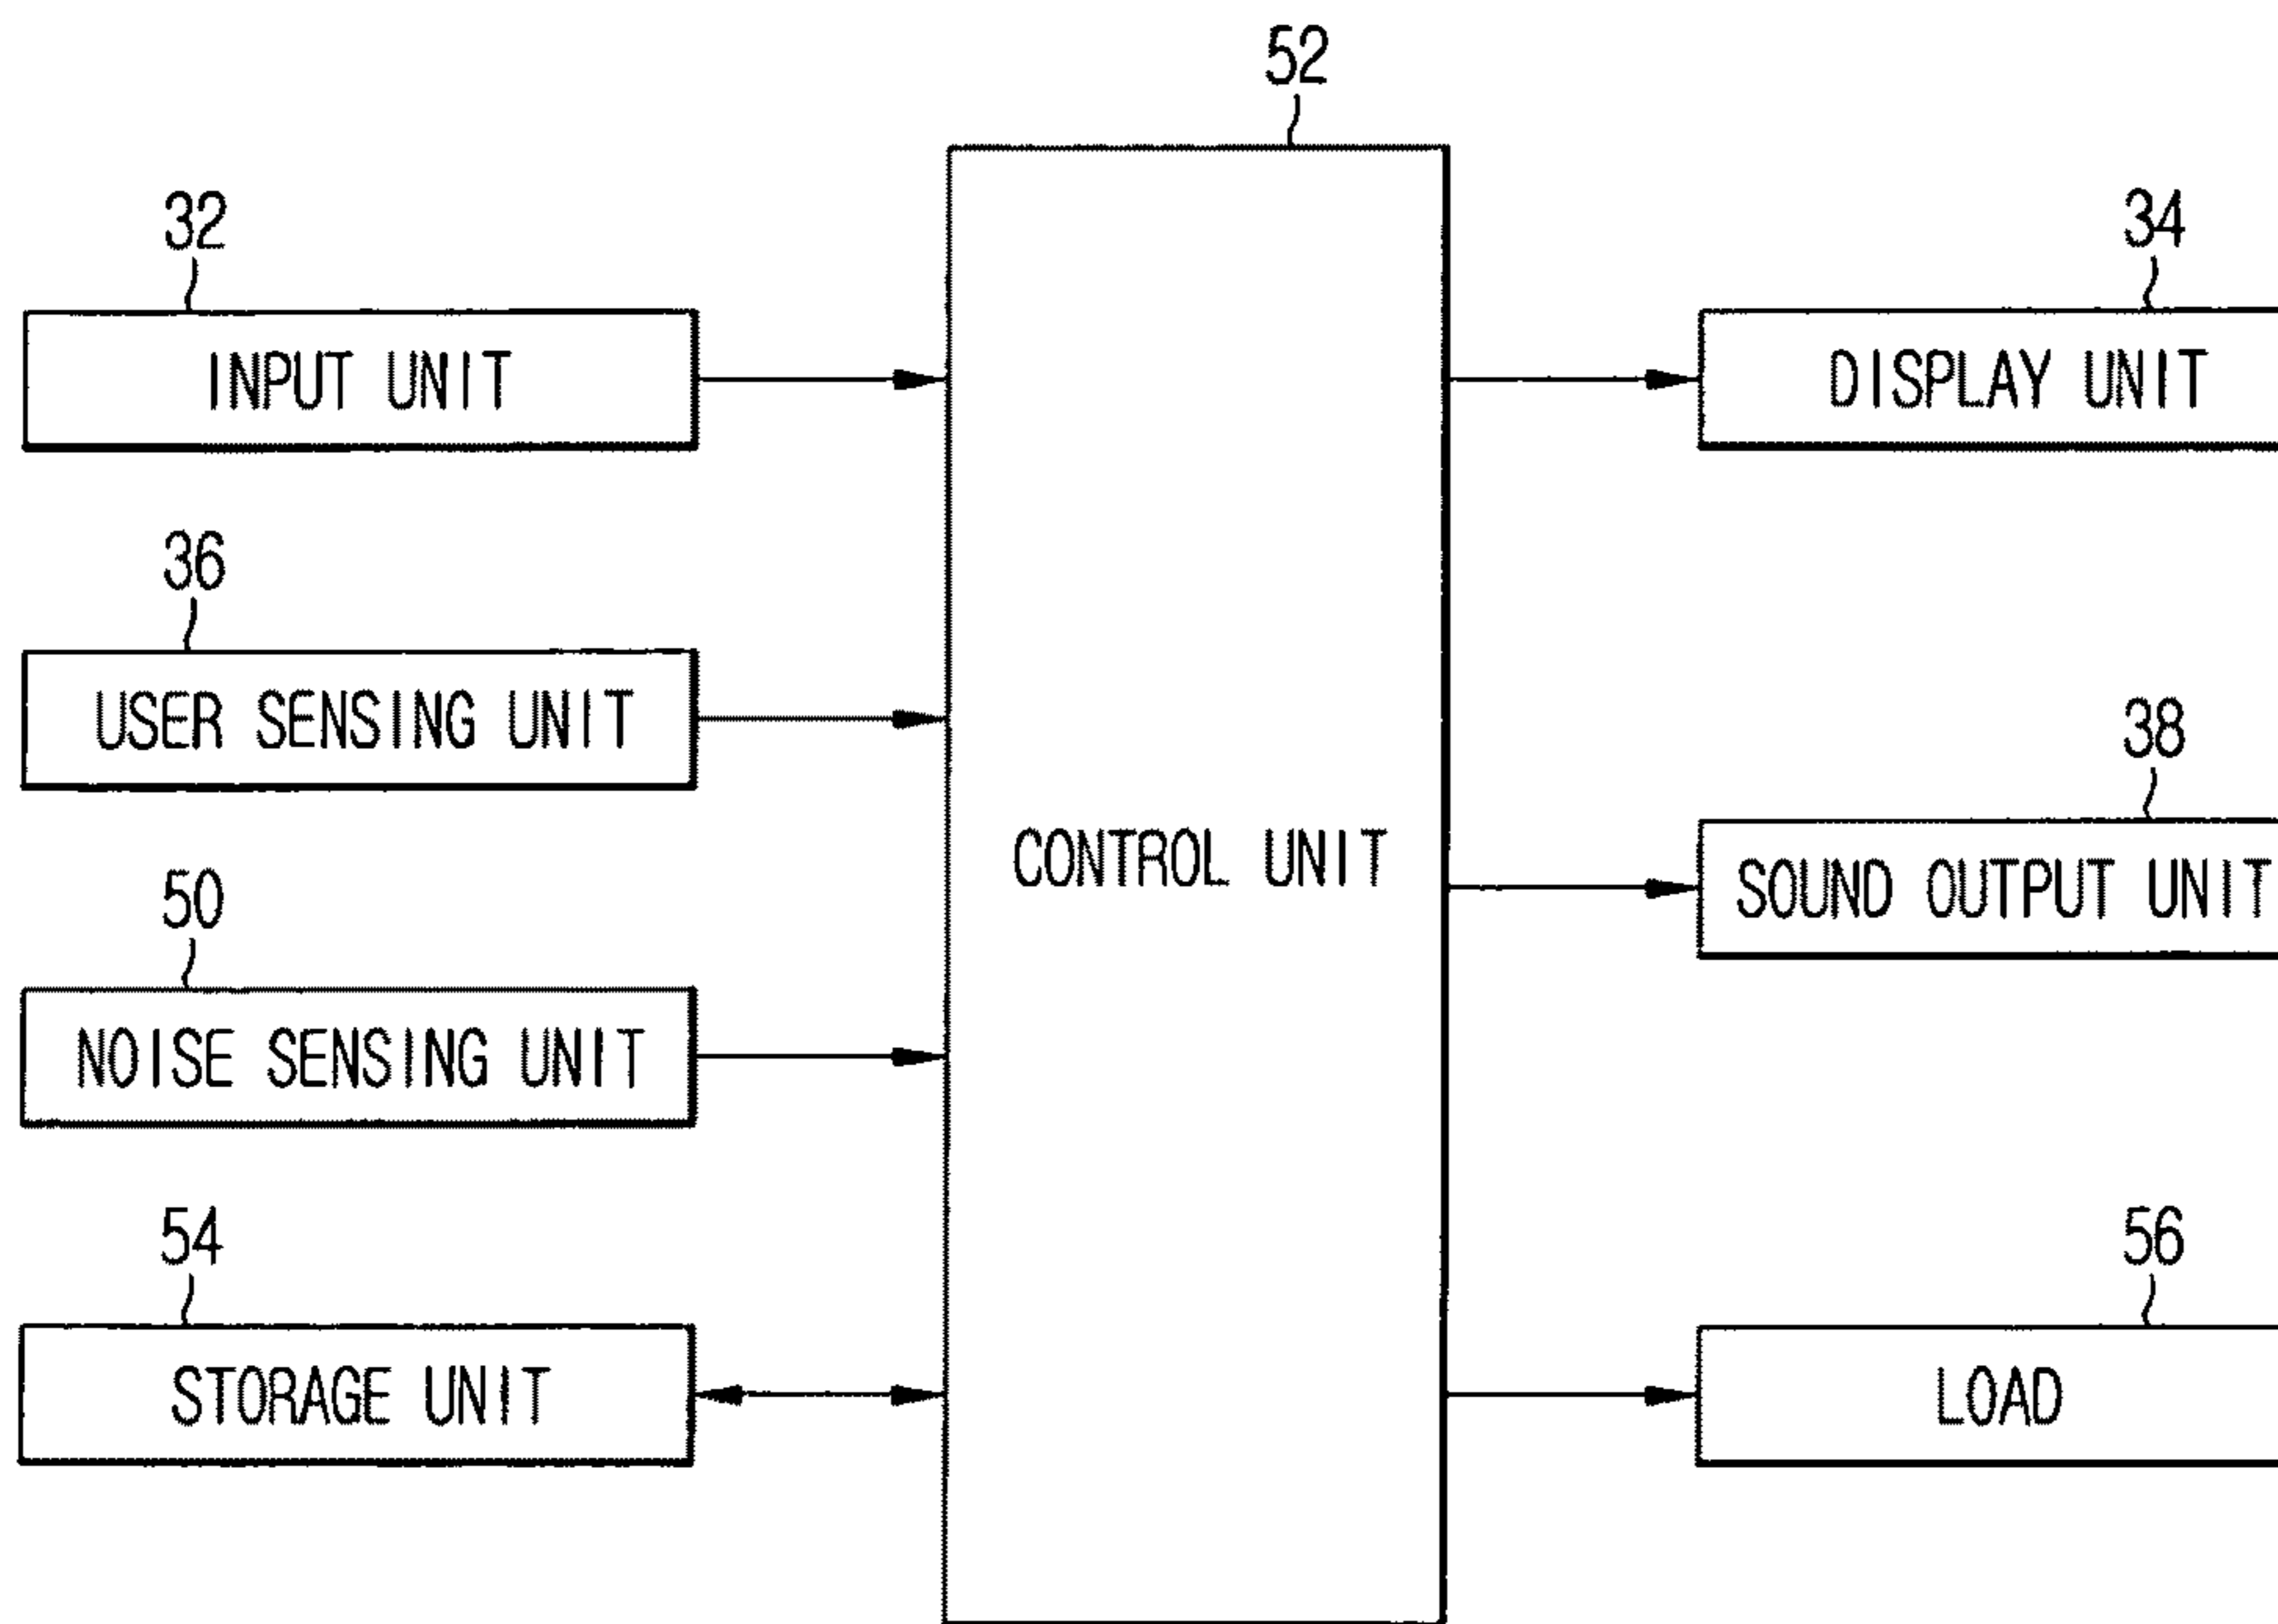 52
32
34
INPUT UNIT
DISPLAY UNIT
36
USER SENSING UNIT
38
CONTROL UNIT
SOUND OUTPUT UNIT
50
NOISE SENSING UNIT
54
56
STORAGE UNIT
LOAD